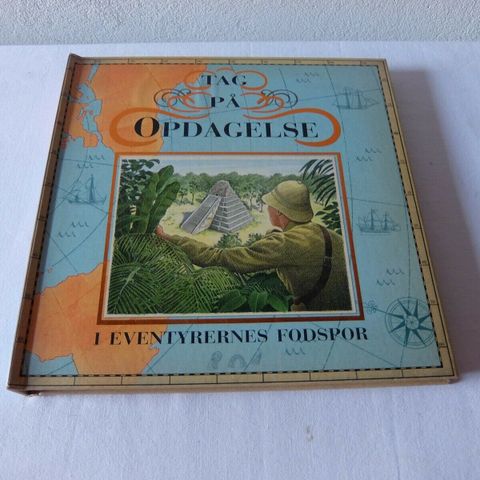 TAG
PÅ
OPDAGELSE
I EVENTYRERNES FODSPOR